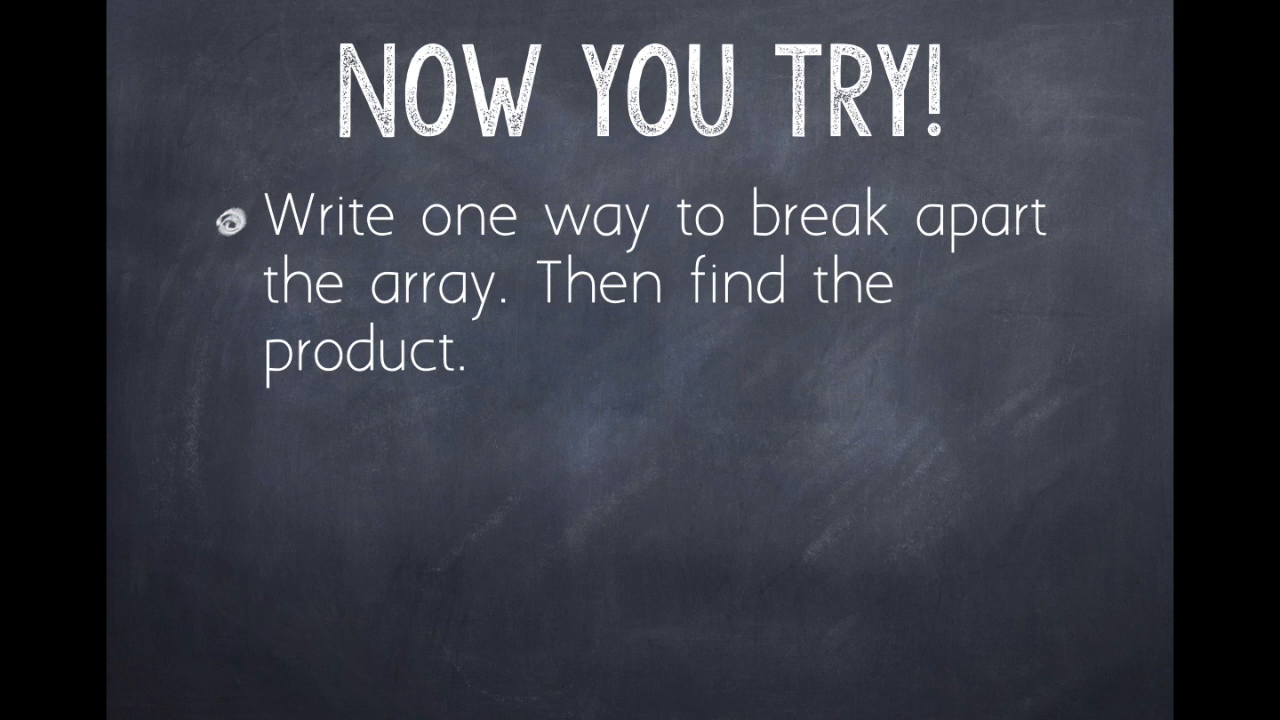 NOW YOU TRY!
Write one way to break apart
the array. Then find the
product.